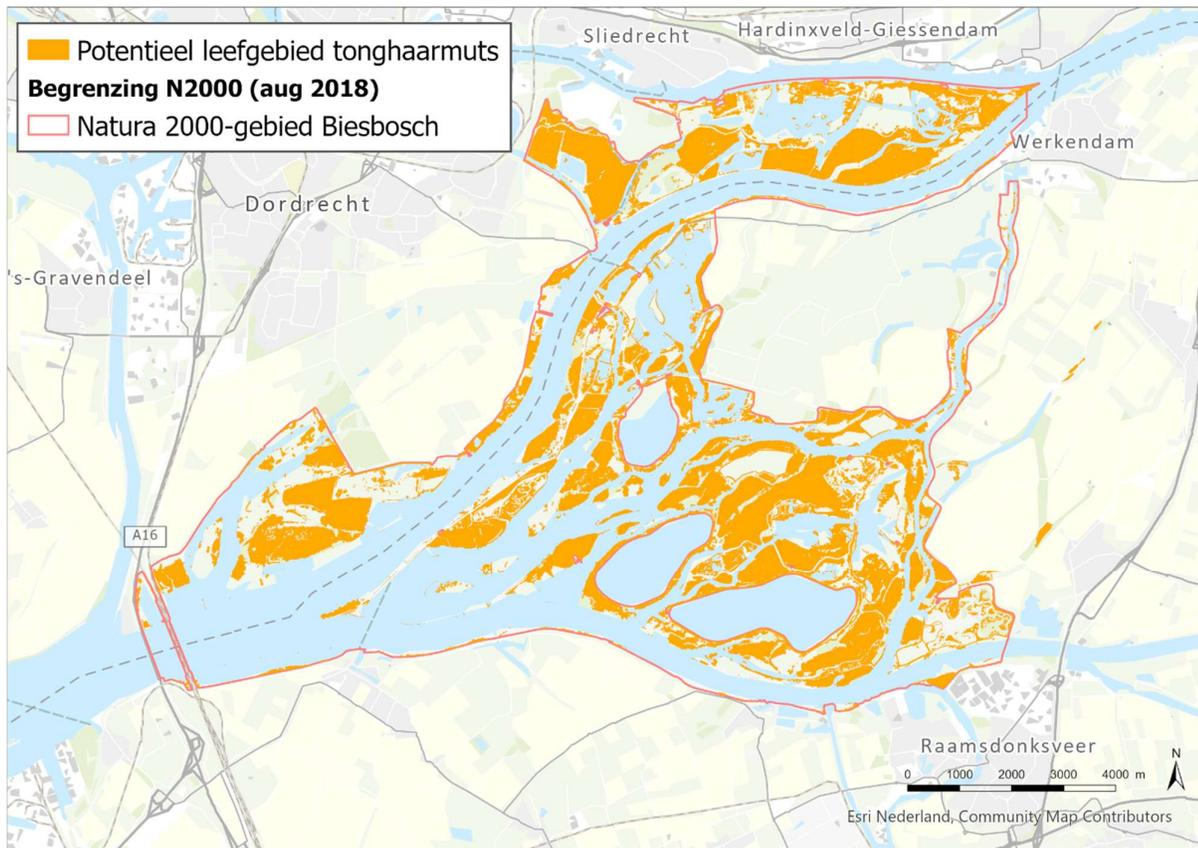 Potentieel leefgebied tonghaarmuts
Begrenzing N2000 (aug 2018)
Natura 2000-gebied Biesbosch
Sliedrecht
Hardinxveld-Giessendam
Werkendam
Dordrecht
's-Gravendeel
A16
Raamsdonksveer
N
0 1000 2000 3000 4000 m
Esri Nederland, Community Map Contributors